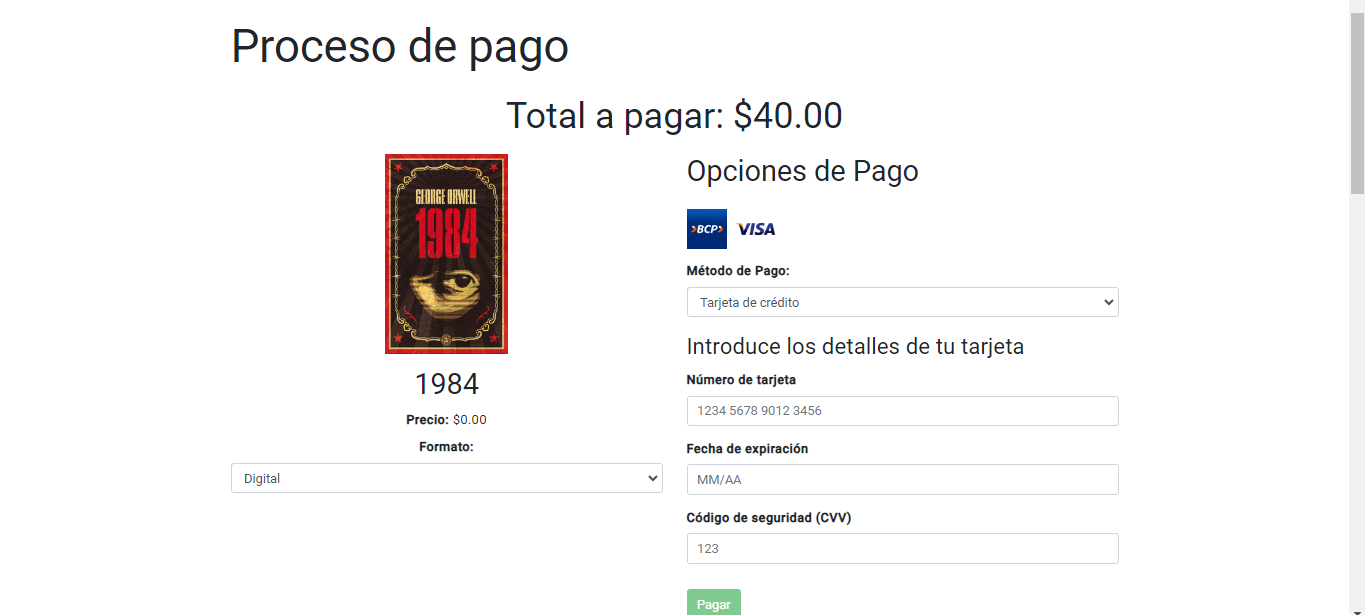 Proceso de pago
Total a pagar: $40.00
GEORGE ORWELL
1984
1984
Precio: $0.00
Formato:
Digital
Opciones de Pago
BCP
VISA
Método de Pago:
Tarjeta de crédito
Introduce los detalles de tu tarjeta
Número de tarjeta
1234 5678 9012 3456
Fecha de expiración
MM/AA
Código de seguridad (CVV)
123
Pagar